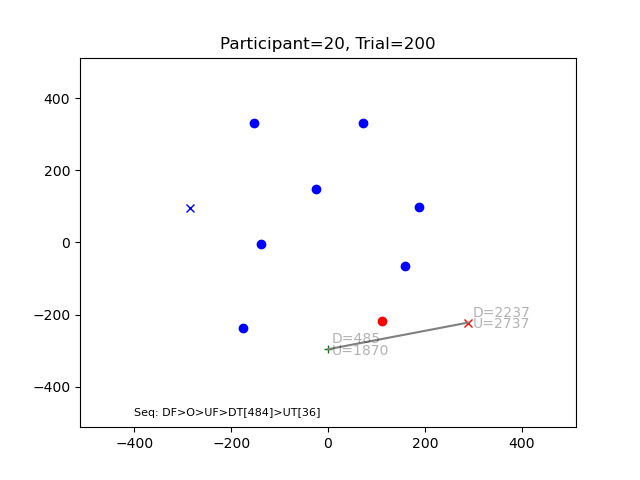 Participant=20, Trial=200
400
200
0
−200
−400
D=2237
U=2737
D=485
U=1870
Seq: DF>O>UF>DT[484]>UT[36]
−400 −200 0 200 400